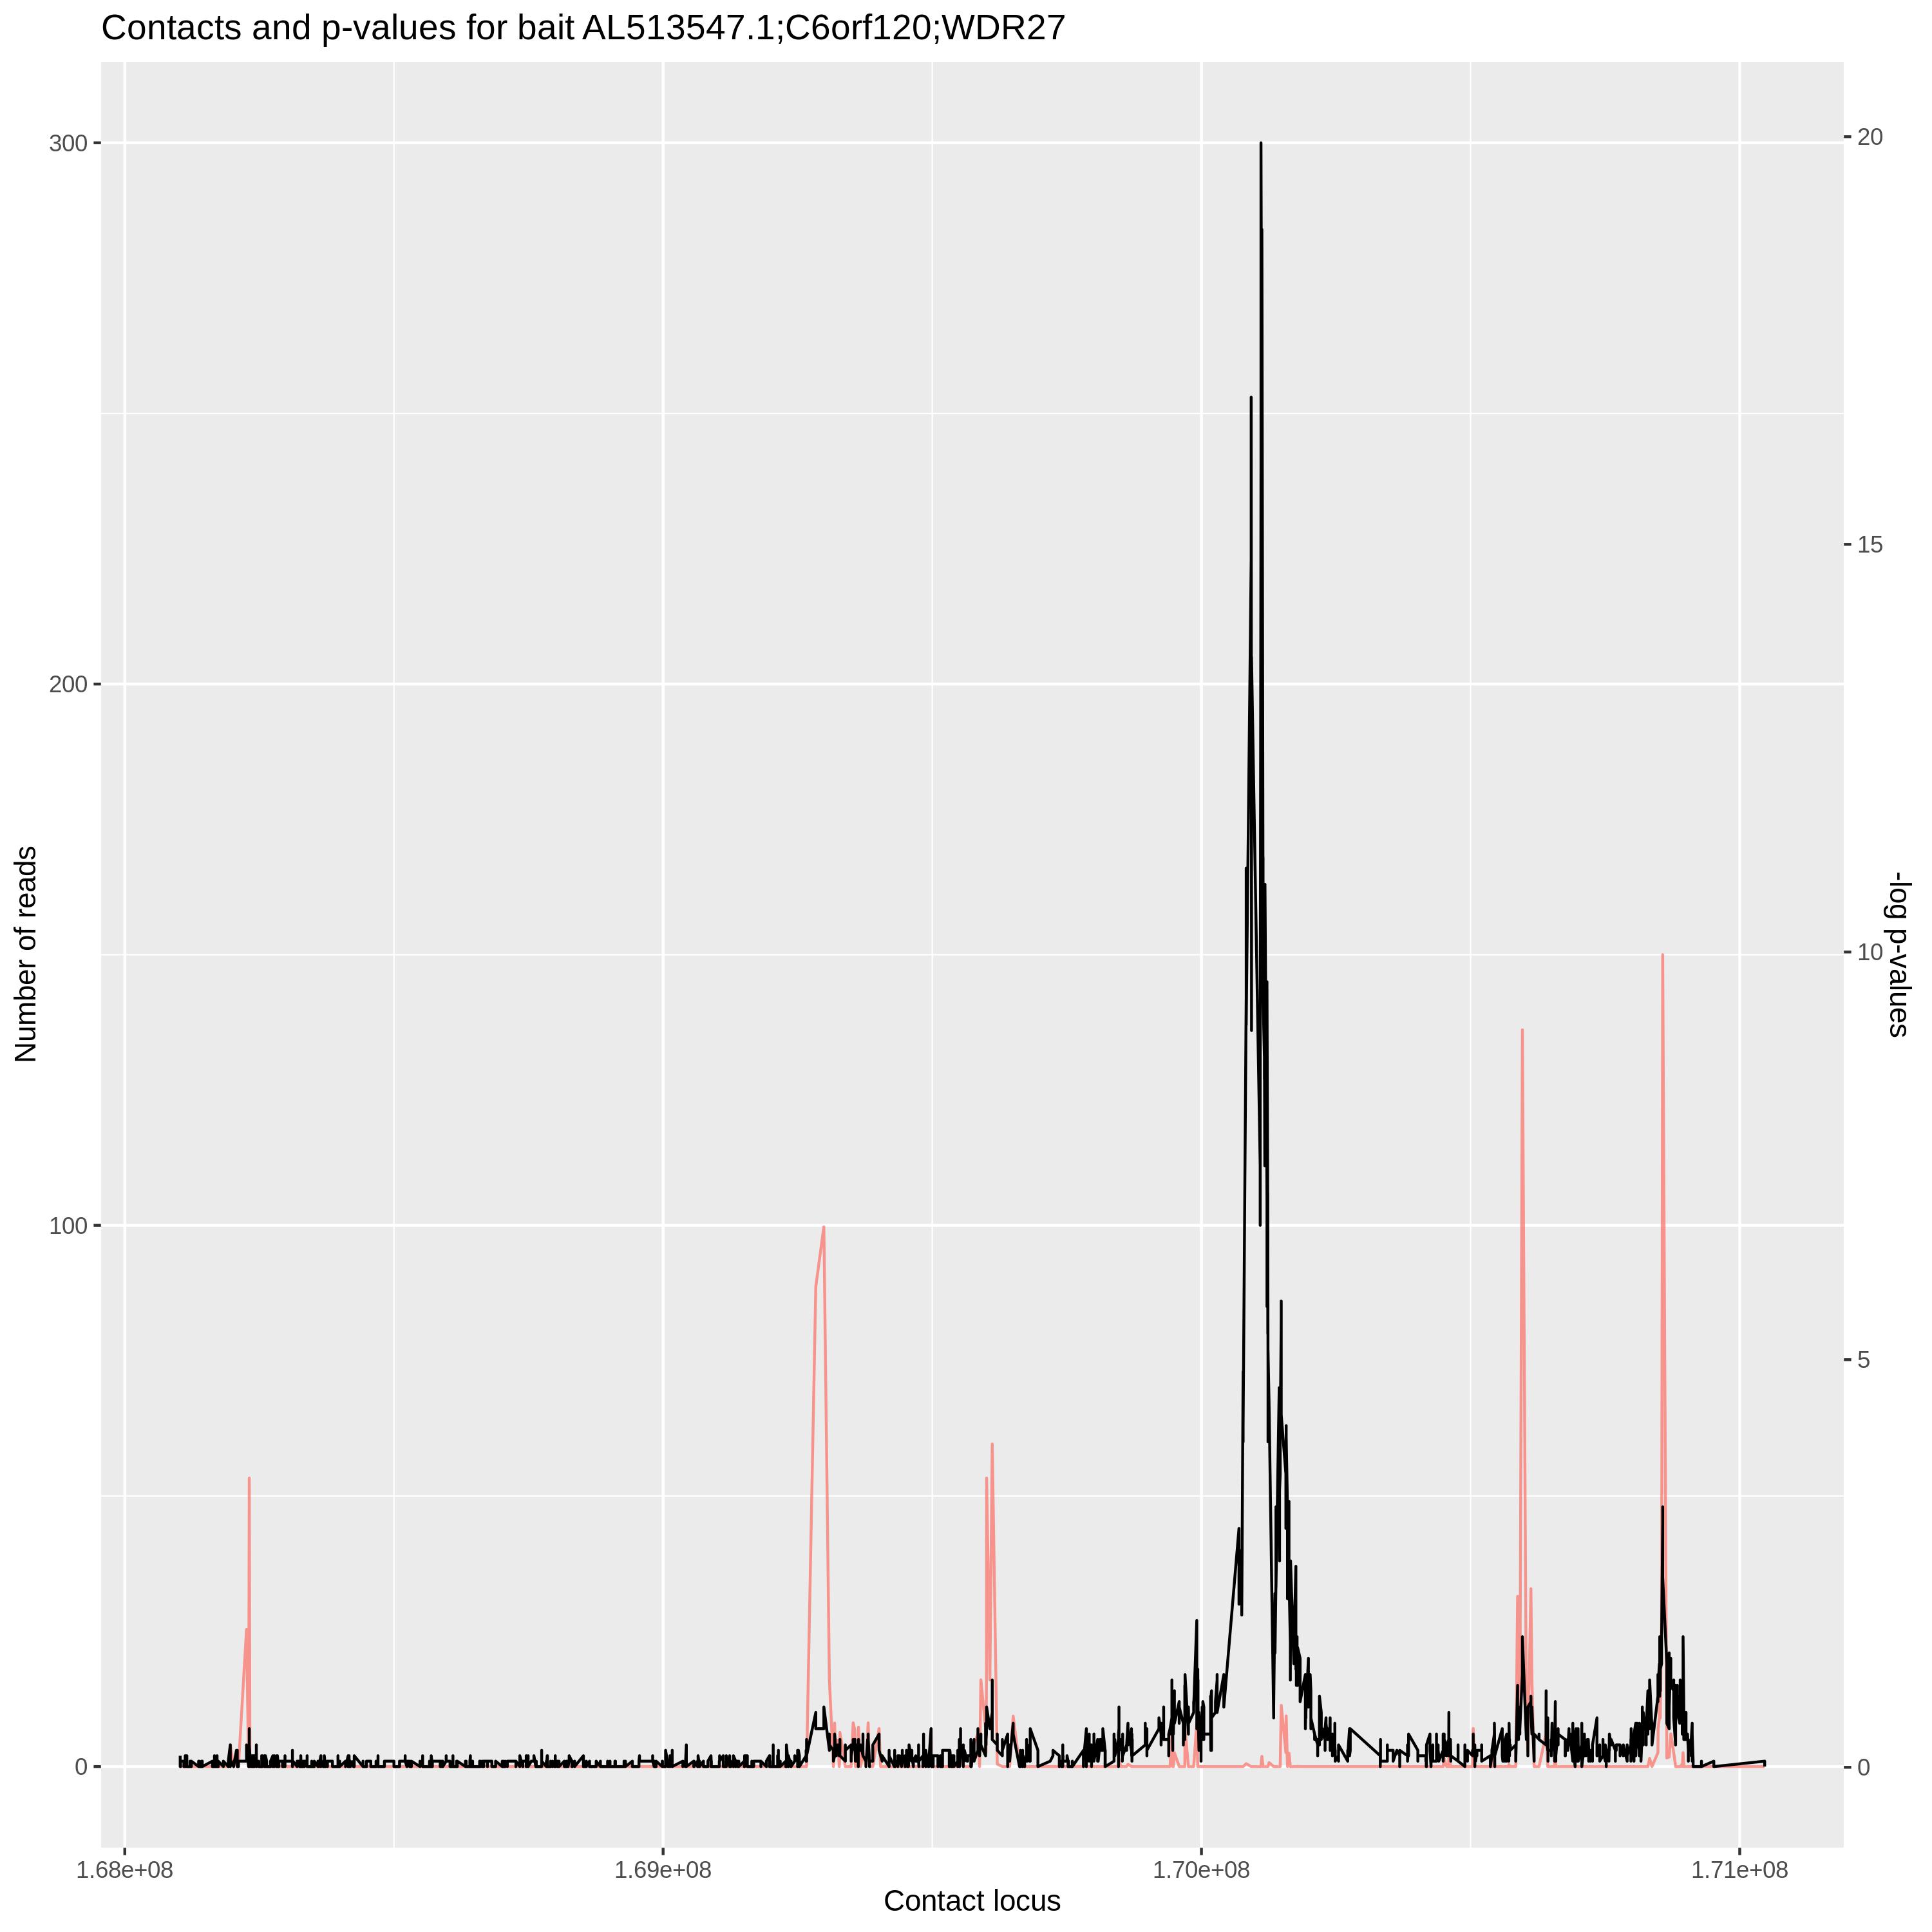 Contacts and p-values for bait AL513547.1;C6orf120;WDR27
300
200
100
0
Number of reads
20
15
10
5
0
-log p-values
1.68e+08
1.69e+08
1.70e+08
1.71e+08
Contact locus